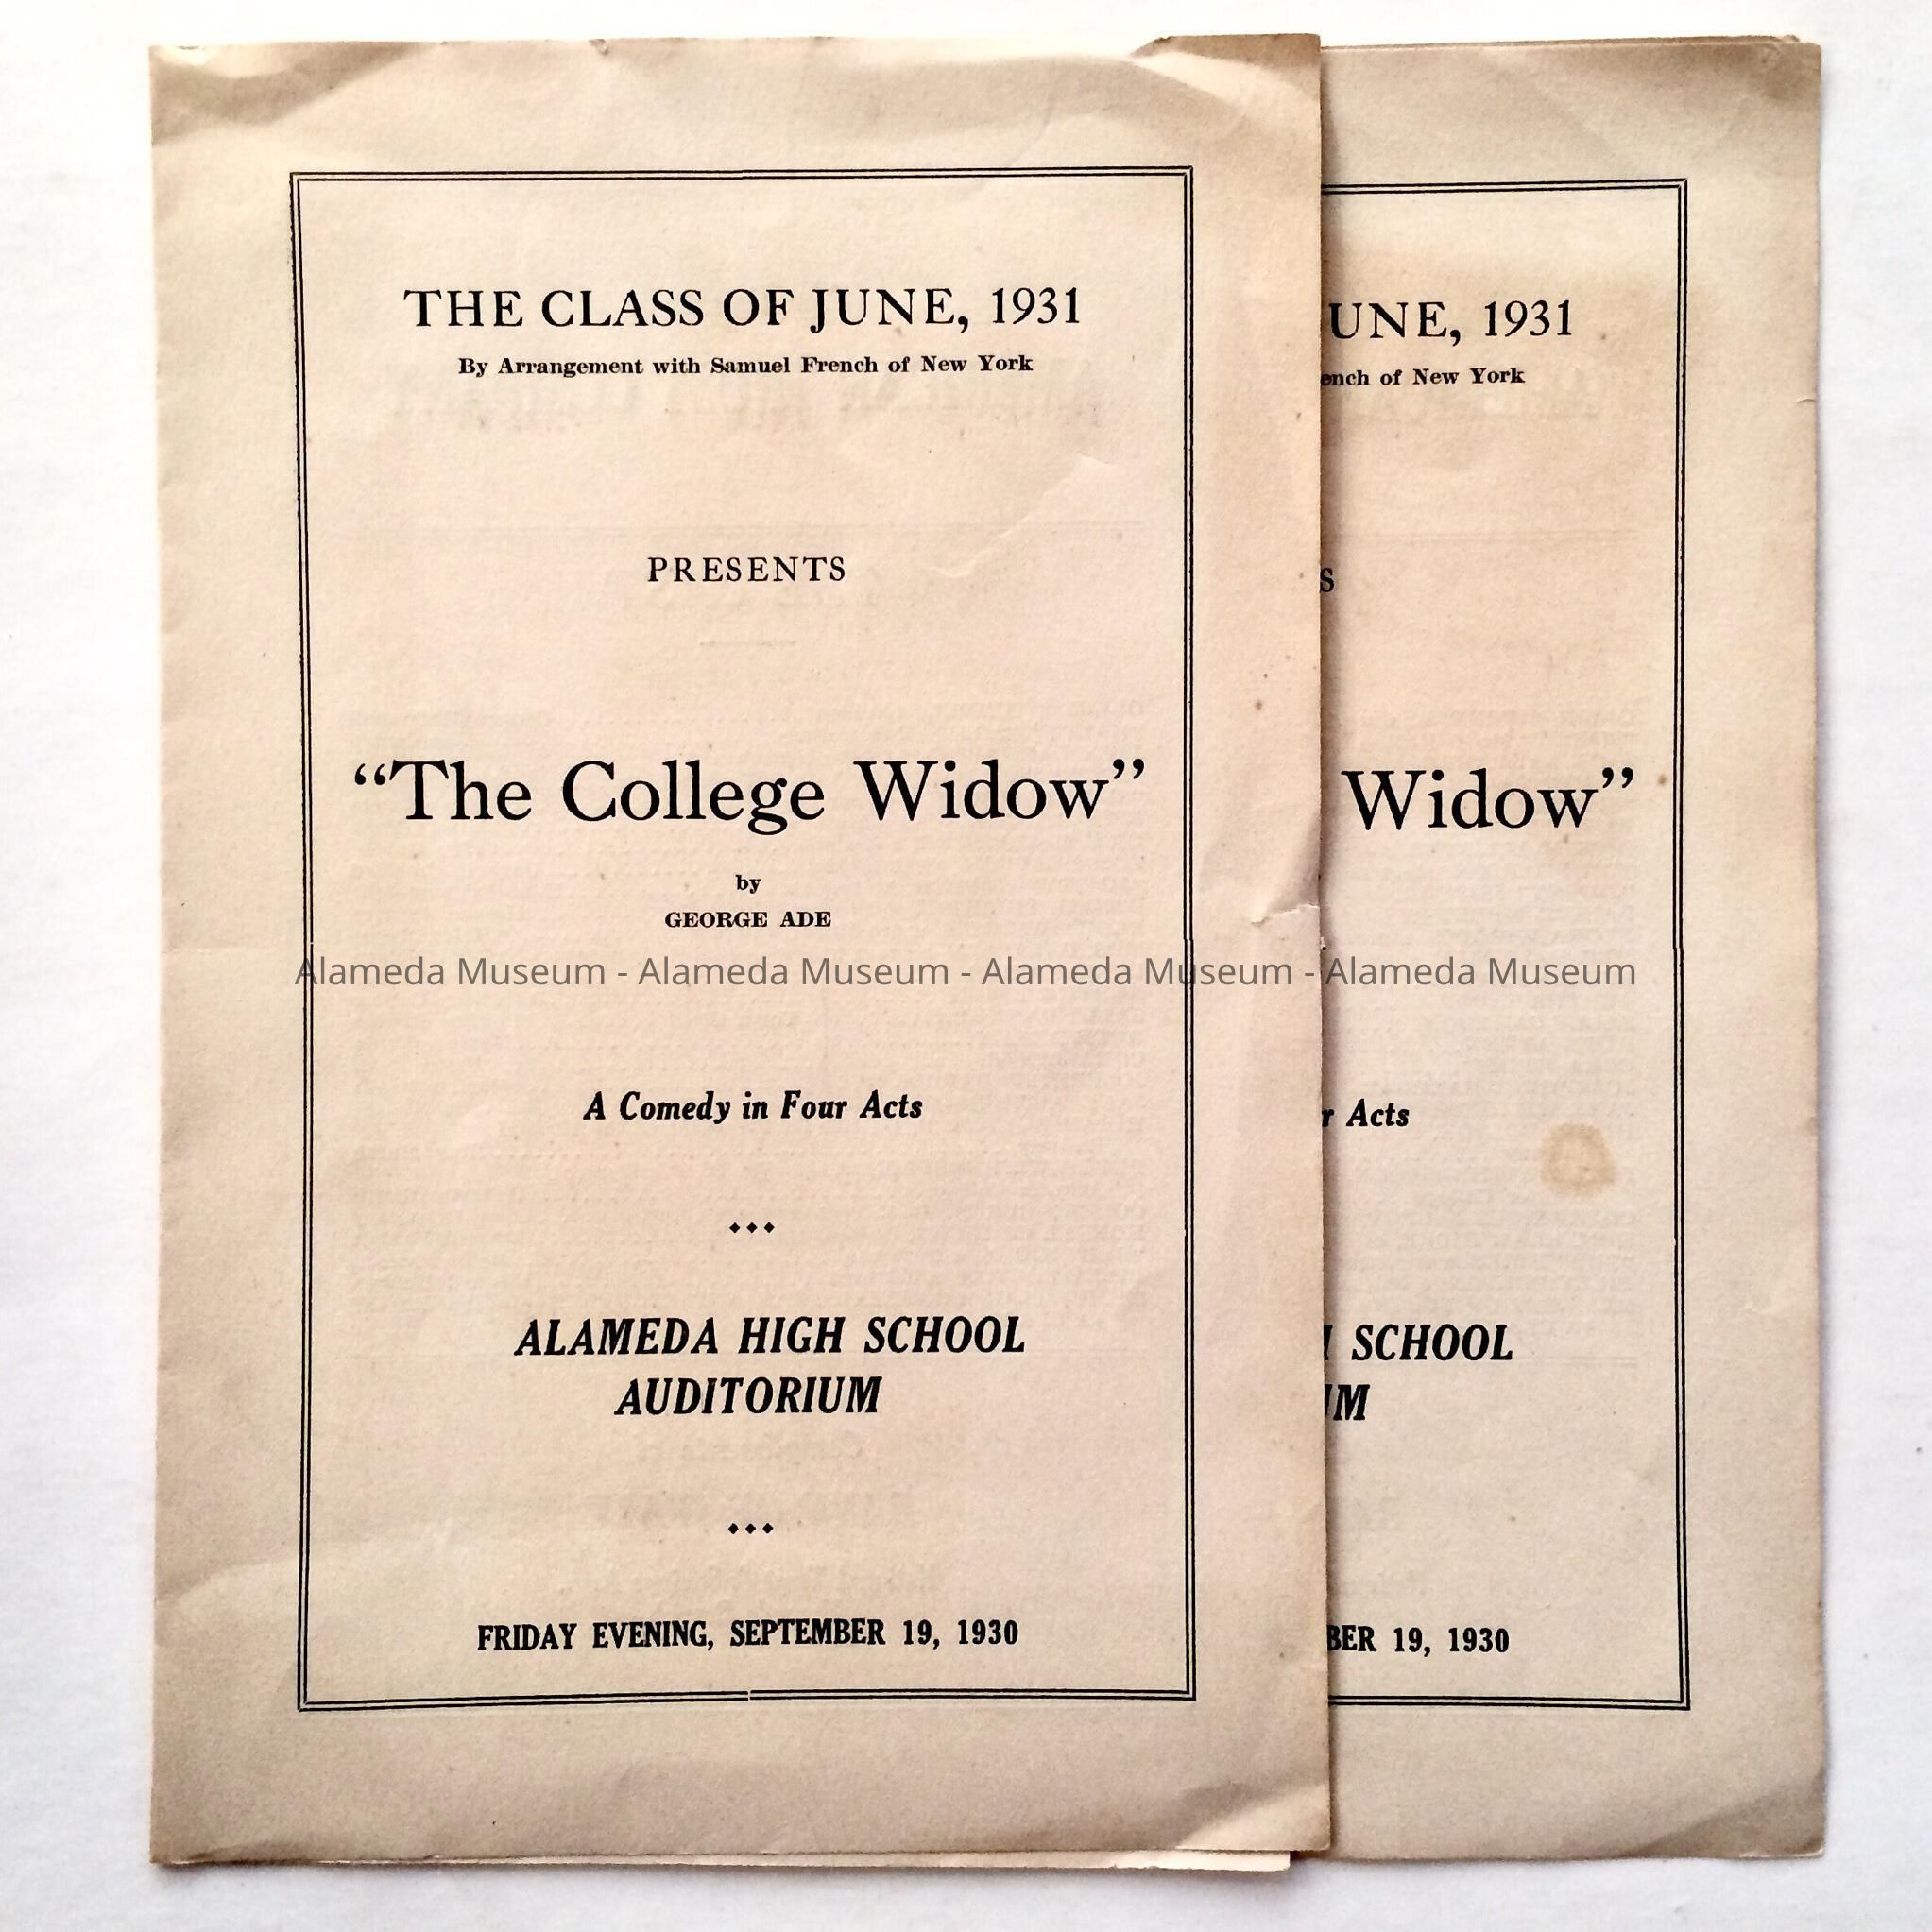 THE CLASS OF JUNE, 1931
By Arrangement with Samuel French of New York
PRESENTS
“The College Widow”
by
GEORGE ADE
Alameda Museum - Alameda Museum - Alameda Museum - Alameda Museum
A Comedy in Four Acts
ALAMEDA HIGH SCHOOL
AUDITORIUM
FRIDAY EVENING, SEPTEMBER 19, 1930
UNE, 1931
ench of New York
S
Widow”
r Acts
SCHOOL
UM
BER 19, 1930